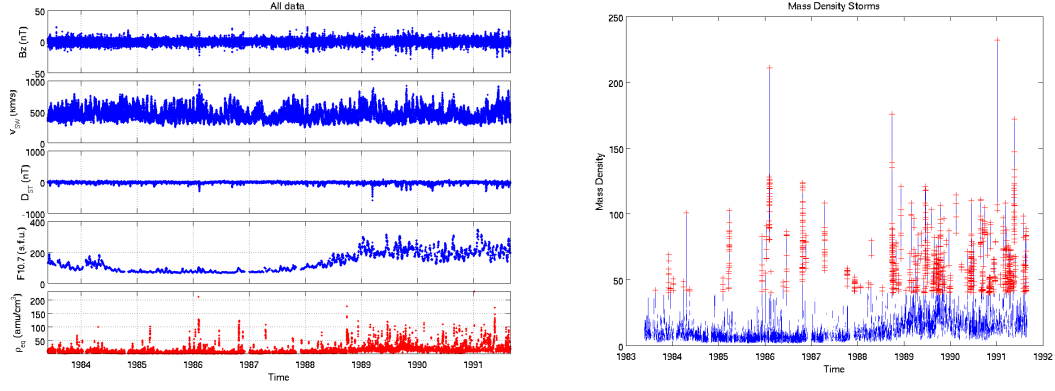 All data
Bz (nT)
50
0
50
V_SW (km/s)
1000
500
0
D_ST (nT)
1000
0
-1000
F10.7 (s.f.u.)
400
200
0
ρ_eq (amu/cm³)
200
150
100
50
1984 1985 1986 1987 1988 1989 1990 1991
Time
Mass Density Storms
Mass Density
250
200
150
100
50
0
1983 1984 1985 1986 1987 1988 1989 1990 1991 1992
Time